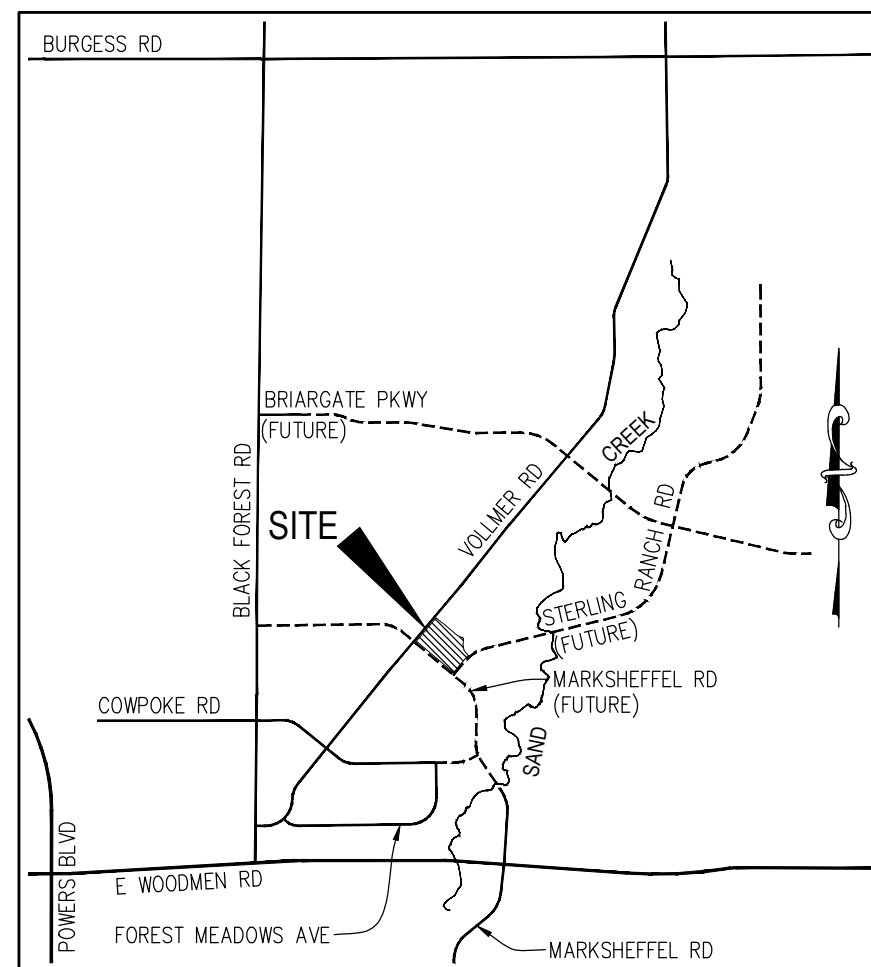 BURGESS RD
BRIARGATE PKWY
(FUTURE)
BLACK FOREST RD
VOLLMER RD
CREEK
SITE
STERLING RANCH RD
(FUTURE)
MARKSHEFFEL RD
(FUTURE)
COWPOKE RD
SAND
POWERS BLVD
E WOODMEN RD
FOREST MEADOWS AVE
MARKSHEFFEL RD